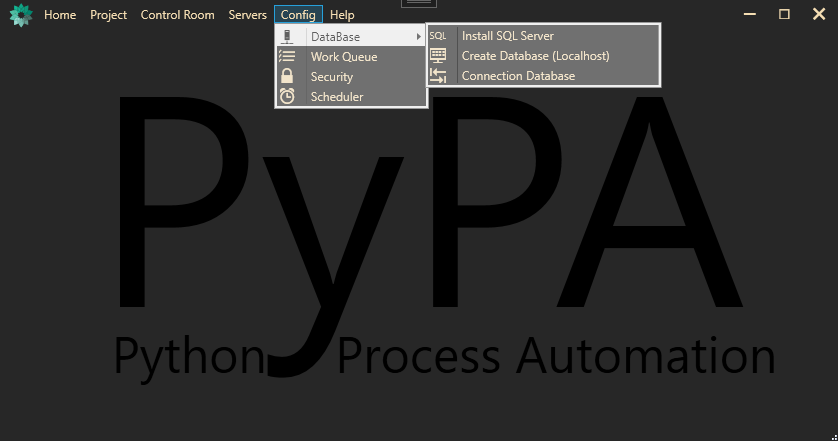 Home Project Control Room Servers Config Help
DataBase
Work Queue
Security
Scheduler
SQL Install SQL Server
Create Database (Localhost)
Connection Database
PyPA
Python Process Automation